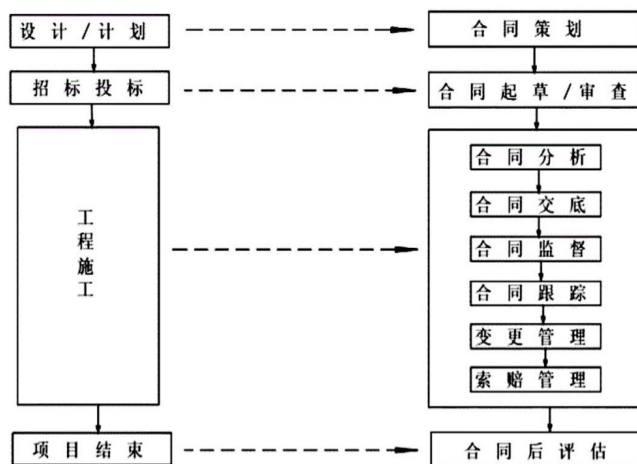 设计/计划
合同策划
招标投标
合同起草/审查
工程施工
合同分析
合同交底
合同监督
合同跟踪
变更管理
索赔管理
项目结束
合同后评估